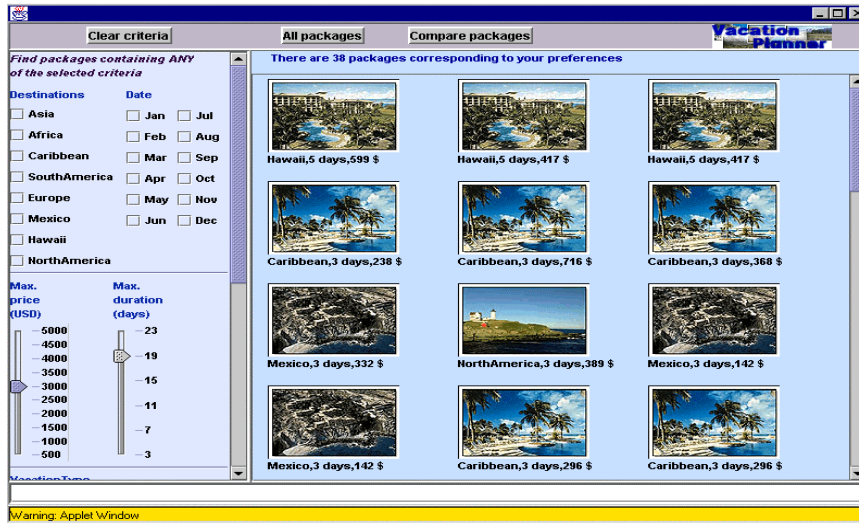 Clear criteria
All packages
Compare packages
Vacation Planner
Find packages containing ANY
of the selected criteria
Destinations
Date
Asia
Africa
Caribbean
SouthAmerica
Europe
Mexico
Hawaii
NorthAmerica
Jan Jul
Feb Aug
Mar Sep
Apr Oct
May Nov
Jun Dec
Max.
price
(USD)
5000
4500
4000
3500
3000
2500
2000
1500
1000
500
Max.
duration
(days)
23
19
15
11
7
3
VacationType
There are 38 packages corresponding to your preferences
Hawaii,5 days,599 $
Hawaii,5 days,417 $
Hawaii,5 days,417 $
Caribbean,3 days,238 $
Caribbean,3 days,716 $
Caribbean,3 days,368 $
Mexico,3 days,332 $
NorthAmerica,3 days,389 $
Mexico,3 days,142 $
Mexico,3 days,142 $
Caribbean,3 days,296 $
Caribbean,3 days,296 $
Warning: Applet Window